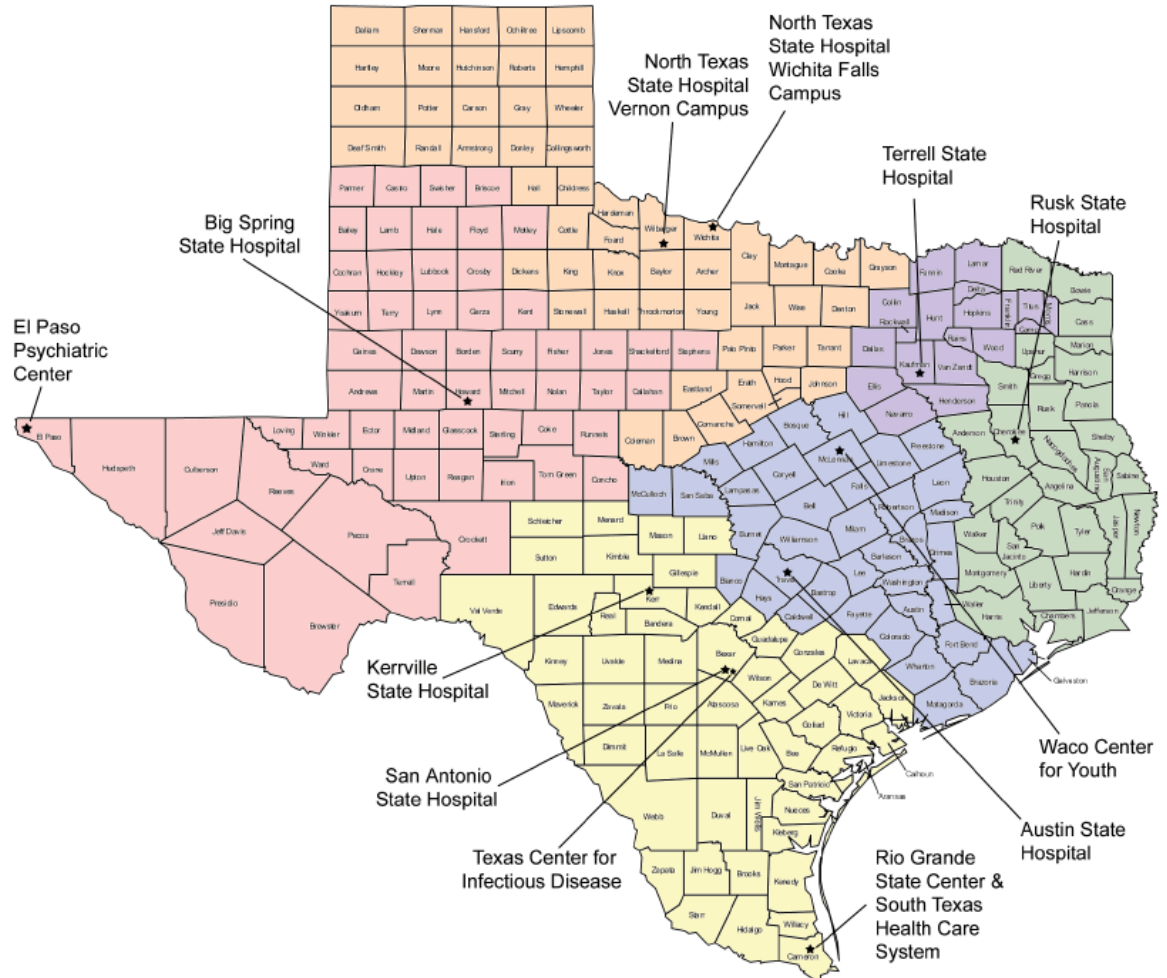 North Texas
State Hospital
Wichita Falls
Campus
North Texas
State Hospital
Vernon Campus
Terrell State
Hospital
Rusk State
Hospital
Big Spring
State Hospital
El Paso
Psychiatric
Center
Kerrville
State Hospital
San Antonio
State Hospital
Texas Center for
Infectious Disease
Waco Center
for Youth
Austin State
Hospital
Rio Grande
State Center &
South Texas
Health Care
System
Dallam Sherman Hansford Ochiltree Lipscomb
Hartley Moore Hutchinson Roberts Hemphill
Oldham Potter Carson Gray Wheeler
Deaf Smith Randall Armstrong Donley Collingsworth
Parmer Castro Swisher Briscoe Hall Childress
Hardeman
Bailey Lamb Hale Floyd Motley Cottle Foard Wilbarger Wichita
Cochran Hockley Lubbock Crosby Dickens King Knox Baylor Archer Clay Montague Cooke Grayson Fannin Lamar Red River Bowie
Delta
Yoakum Terry Lynn Garza Kent Stonewall Haskell Throckmorton Young Jack Wise Denton Collin Rockwall Hunt Hopkins Franklin Titus Morris Camp Cass
Gaines Dawson Borden Scurry Fisher Jones Shackelford Stephens Palo Pinto Parker Tarrant Dallas Kaufman Rains Wood Upshur Marion
Van Zandt Gregg Harrison
Andrews Martin Howard Mitchell Nolan Taylor Callahan Eastland Erath Hood Johnson Ellis Henderson Smith Rusk Panola
Somervell Navarro
El Paso Hudspeth Culberson Loving Winkler Ector Midland Glasscock Sterling Coke Runnels Coleman Brown Comanche Bosque Hill Freestone Anderson Cherokee Nacogdoches Shelby
Hamilton McLennan Limestone
Ward Crane Upton Reagan Irion Tom Green Concho Mills Coryell Falls Leon Houston Angelina San Augustine Sabine
Reeves McCulloch San Saba Lampasas Bell Robertson Madison Trinity
Jeff Davis Pecos Crockett Schleicher Menard Mason Llano Burnet Williamson Milam Brazos Grimes Walker San Jacinto Polk Tyler Jasper Newton
Sutton Kimble Burleson
Presidio Brewster Terrell Gillespie Blanco Travis Lee Washington Montgomery Liberty Hardin Orange
Val Verde Edwards Real Kerr Kendall Hays Bastrop Austin Waller Harris Chambers Jefferson
Bandera Comal Caldwell Fayette
Guadalupe Colorado Fort Bend
Kinney Uvalde Medina Bexar Gonzales Lavaca Wharton Brazoria Galveston
Wilson De Witt Jackson
Maverick Zavala Frio Atascosa Karnes Victoria Matagorda
Goliad
Dimmit La Salle McMullen Live Oak Bee Refugio Calhoun
San Patricio Aransas
Webb Duval Jim Wells Nueces
Kleberg
Zapata Jim Hogg Brooks Kenedy
Starr Hidalgo Willacy
Cameron